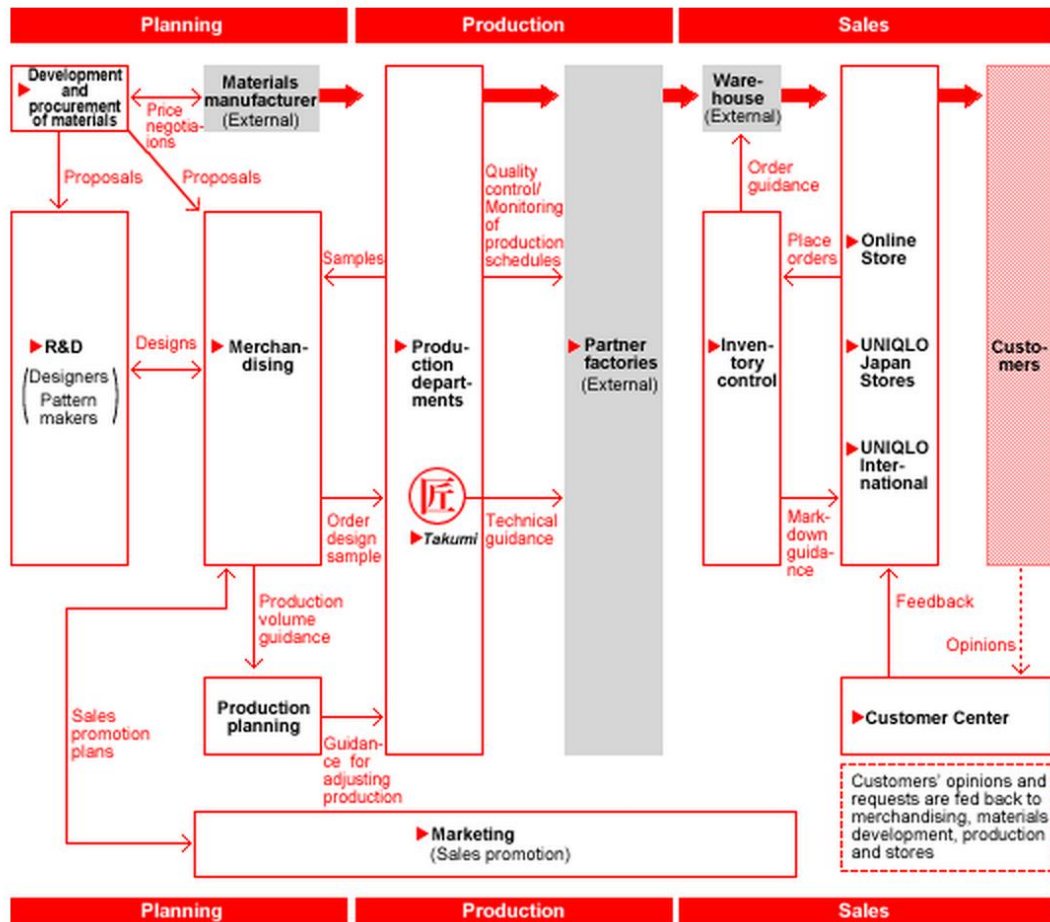 Planning
Production
Sales
Development
and
procurement
of materials
Price
negotia-
tions
Materials
manufacturer
(External)
Ware-
house
(External)
Proposals
Proposals
Quality
control/
Monitoring
of
production
schedules
Order
guidance
Samples
Place
orders
Online
Store
R&D
(Designers
Pattern
makers)
Designs
Merchan-
dising
Produ-
ction
depart-
ments
Partner
factories
(External)
Inven-
tory
control
UNIQLO
Japan
Stores
UNIQLO
Inter-
national
Custo-
mers
匠
Takumi
Order
design
sample
Technical
guidance
Mark-
down
guida-
nce
Production
volume
guidance
Feedback
Opinions
Sales
promotion
plans
Production
planning
Guidan-
ce for
adjusting
production
Customer Center
Customers' opinions and
requests are fed back to
merchandising, materials
development, production
and stores
Marketing
(Sales promotion)
Planning
Production
Sales